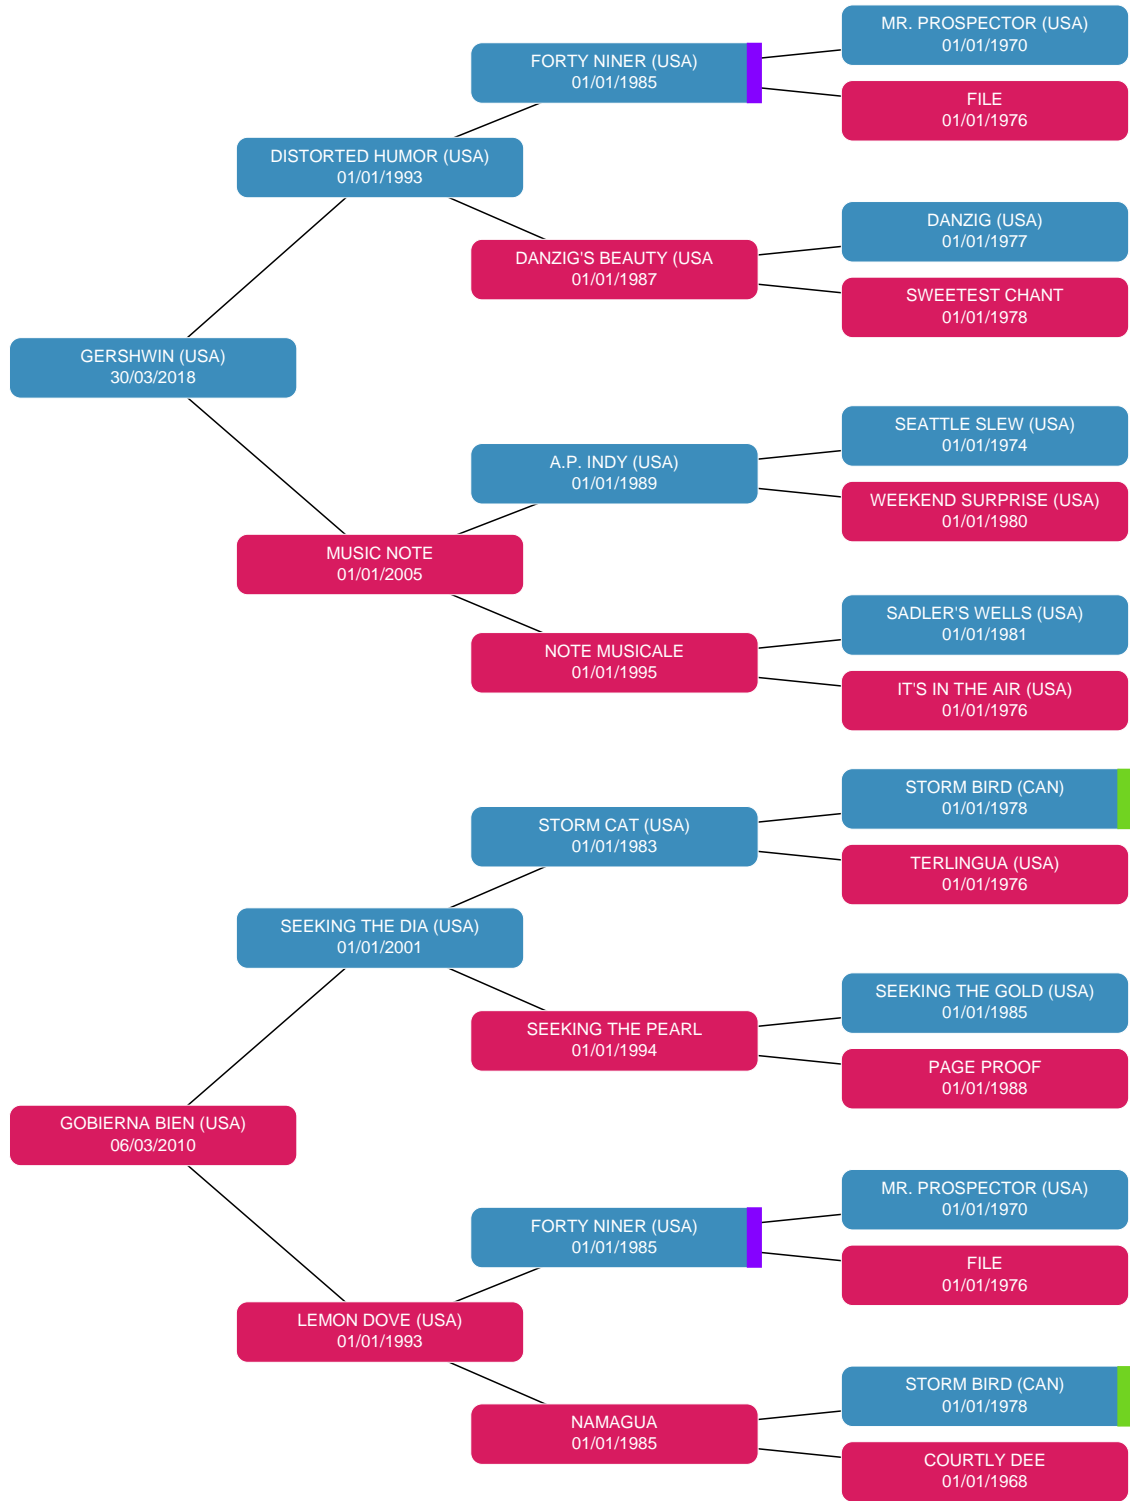 MR. PROSPECTOR (USA)
01/01/1970
FORTY NINER (USA)
01/01/1985
FILE
01/01/1976
DISTORTED HUMOR (USA)
01/01/1993
DANZIG (USA)
01/01/1977
DANZIG'S BEAUTY (USA
01/01/1987
SWEETEST CHANT
01/01/1978
GERSHWIN (USA)
30/03/2018
SEATTLE SLEW (USA)
01/01/1974
A.P. INDY (USA)
01/01/1989
WEEKEND SURPRISE (USA)
01/01/1980
MUSIC NOTE
01/01/2005
SADLER'S WELLS (USA)
01/01/1981
NOTE MUSICALE
01/01/1995
IT'S IN THE AIR (USA)
01/01/1976
STORM BIRD (CAN)
01/01/1978
STORM CAT (USA)
01/01/1983
TERLINGUA (USA)
01/01/1976
SEEKING THE DIA (USA)
01/01/2001
SEEKING THE GOLD (USA)
01/01/1985
SEEKING THE PEARL
01/01/1994
PAGE PROOF
01/01/1988
GOBIERNA BIEN (USA)
06/03/2010
MR. PROSPECTOR (USA)
01/01/1970
FORTY NINER (USA)
01/01/1985
FILE
01/01/1976
LEMON DOVE (USA)
01/01/1993
STORM BIRD (CAN)
01/01/1978
NAMAGUA
01/01/1985
COURTLY DEE
01/01/1968